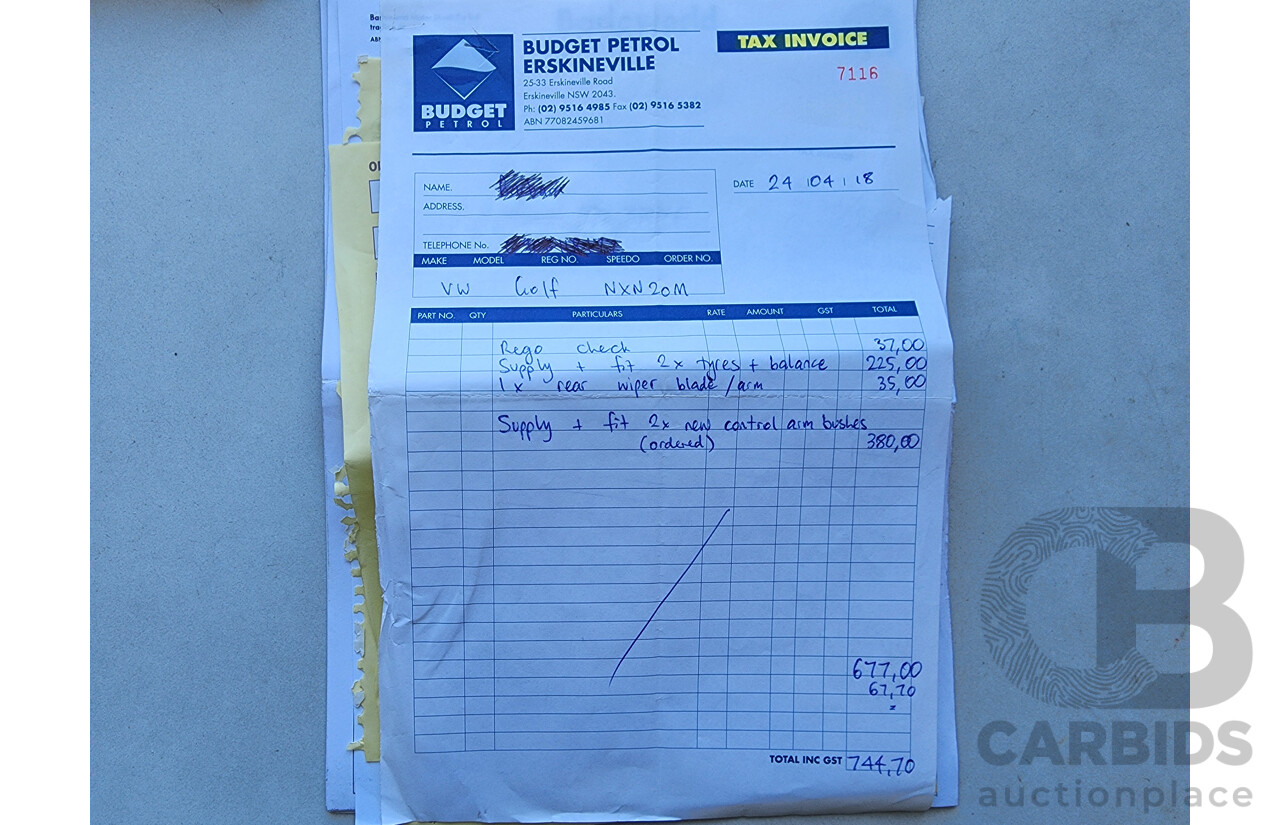 Ba
tra
AB
BUDGET PETROL
ERSKINEVILLE
25-33 Erskineville Road
Erskineville NSW 2043.
Ph: (02) 9516 4985 Fax (02) 9516 5382
ABN 77082459681
BUDGET
PETROL
TAX INVOICE
7116
NAME.
ADDRESS.
TELEPHONE No.
DATE 24 / 04 / 18
MAKE MODEL REG NO. SPEEDO ORDER NO.
VW Golf NXN20M
PART NO. QTY PARTICULARS RATE AMOUNT GST TOTAL
Rego check 37,00
Supply + fit 2x tyres + balance 225,00
1x rear wiper blade/arm 35,00
Supply + fit 2x new control arm bushes
(ordered) 380,00
677,00
67,70
TOTAL INC GST 744,70
CB
CARBIDS
auctionplace